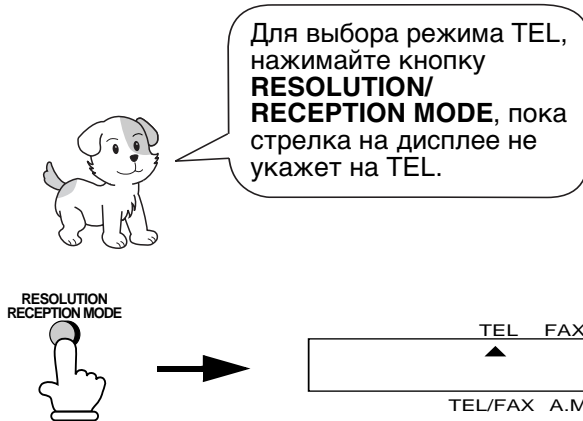 Для выбора режима TEL,
нажимайте кнопку
RESOLUTION/
RECEPTION MODE, пока
стрелка на дисплее не
укажет на TEL.
RESOLUTION
RECEPTION MODE
TEL FAX
TEL/FAX A.M